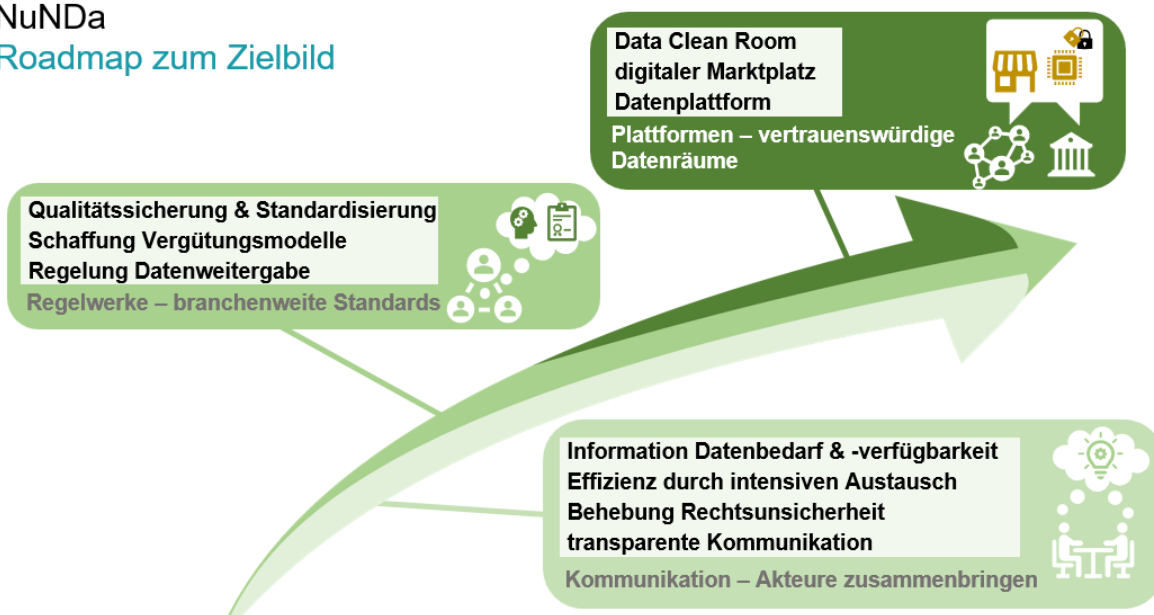 NuNDa
Roadmap zum Zielbild
Data Clean Room
digitaler Marktplatz
Datenplattform
Plattformen – vertrauenswürdige
Datenräume
Qualitätssicherung & Standardisierung
Schaffung Vergütungsmodelle
Regelung Datenweitergabe
Regelwerke – branchenweite Standards
Information Datenbedarf & -verfügbarkeit
Effizienz durch intensiven Austausch
Behebung Rechtsunsicherheit
transparente Kommunikation
Kommunikation – Akteure zusammenbringen